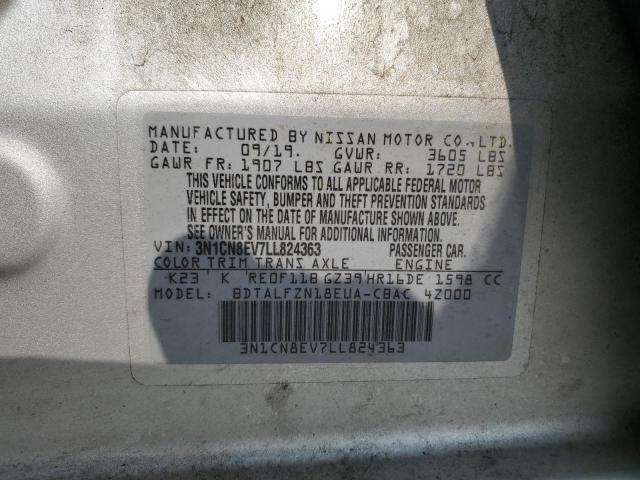 MANUFACTURED BY NISSAN MOTOR CO.,LTD.
DATE: 09/19. GVWR: 3605 LBS
GAWR FR: 1907 LBS GAWR RR: 1720 LBS
THIS VEHICLE CONFORMS TO ALL APPLICABLE FEDERAL MOTOR
VEHICLE SAFETY, BUMPER AND THEFT PREVENTION STANDARDS
IN EFFECT ON THE DATE OF MANUFACTURE SHOWN ABOVE.
SEE OWNER'S MANUAL FOR ADDITIONAL INFORMATION.
VIN: 3N1CN8EV7LL824363 PASSENGER CAR.
COLOR TRIM TRANS AXLE ENGINE
K23 K RE0F11B GZ39 HR16DE 1598 CC
MODEL: BDTALFZN18EUA-CBAC 4Z000
3N1CN8EV7LL824363